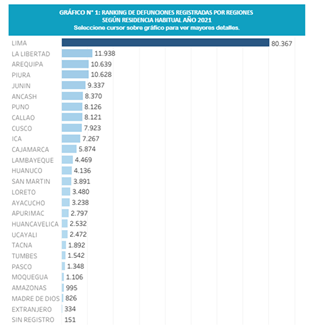 GRÁFICO N° 1: RANKING DE DEFUNCIONES REGISTRADAS POR REGIONES
SEGÚN RESIDENCIA HABITUAL AÑO 2021
Seleccione cursor sobre gráfico para ver mayores detalles.
LIMA 80.367
LA LIBERTAD 11.938
AREQUIPA 10.639
PIURA 10.628
JUNIN 9.337
ANCASH 8.370
PUNO 8.126
CALLAO 8.121
CUSCO 7.923
ICA 7.267
CAJAMARCA 5.874
LAMBAYEQUE 4.469
HUANUCO 4.136
SAN MARTIN 3.891
LORETO 3.480
AYACUCHO 3.238
APURIMAC 2.797
HUANCAVELICA 2.532
UCAYALI 2.472
TACNA 1.892
TUMBES 1.542
PASCO 1.348
MOQUEGUA 1.106
AMAZONAS 995
MADRE DE DIOS 826
EXTRANJERO 334
SIN REGISTRO 151